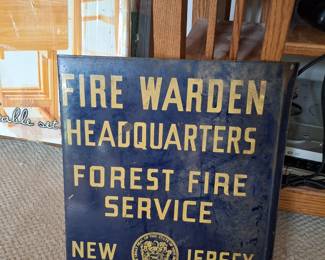 FIRE WARDEN
HEADQUARTERS
FOREST FIRE
SERVICE
NEW JERSEY